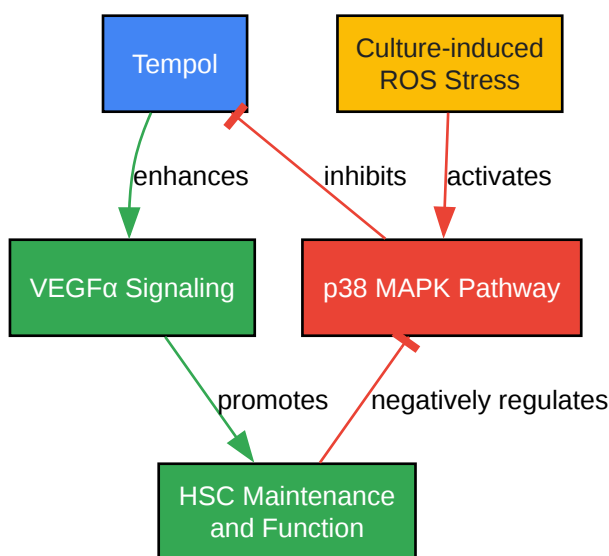 Tempol
Culture-induced
ROS Stress
enhances
inhibits
activates
VEGFα Signaling
p38 MAPK Pathway
promotes
negatively regulates
HSC Maintenance
and Function